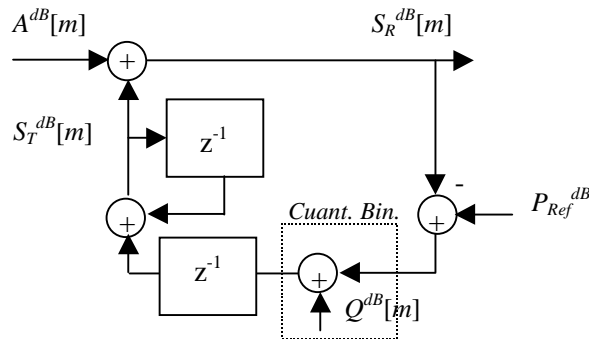 A^dB[m]
S_R^dB[m]
+
S_T^dB[m]
z^-1
-
P_Ref^dB
+
Cuant. Bin.
+
z^-1
+
Q^dB[m]